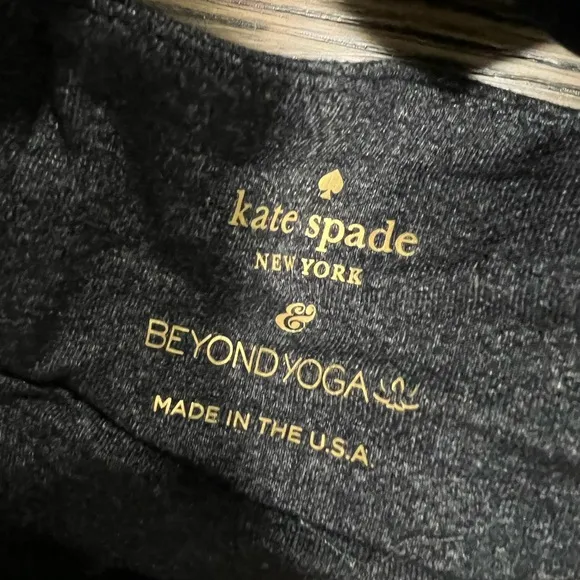 kate spade
NEW YORK
&
BEYOND YOGA
MADE IN THE U.S.A.